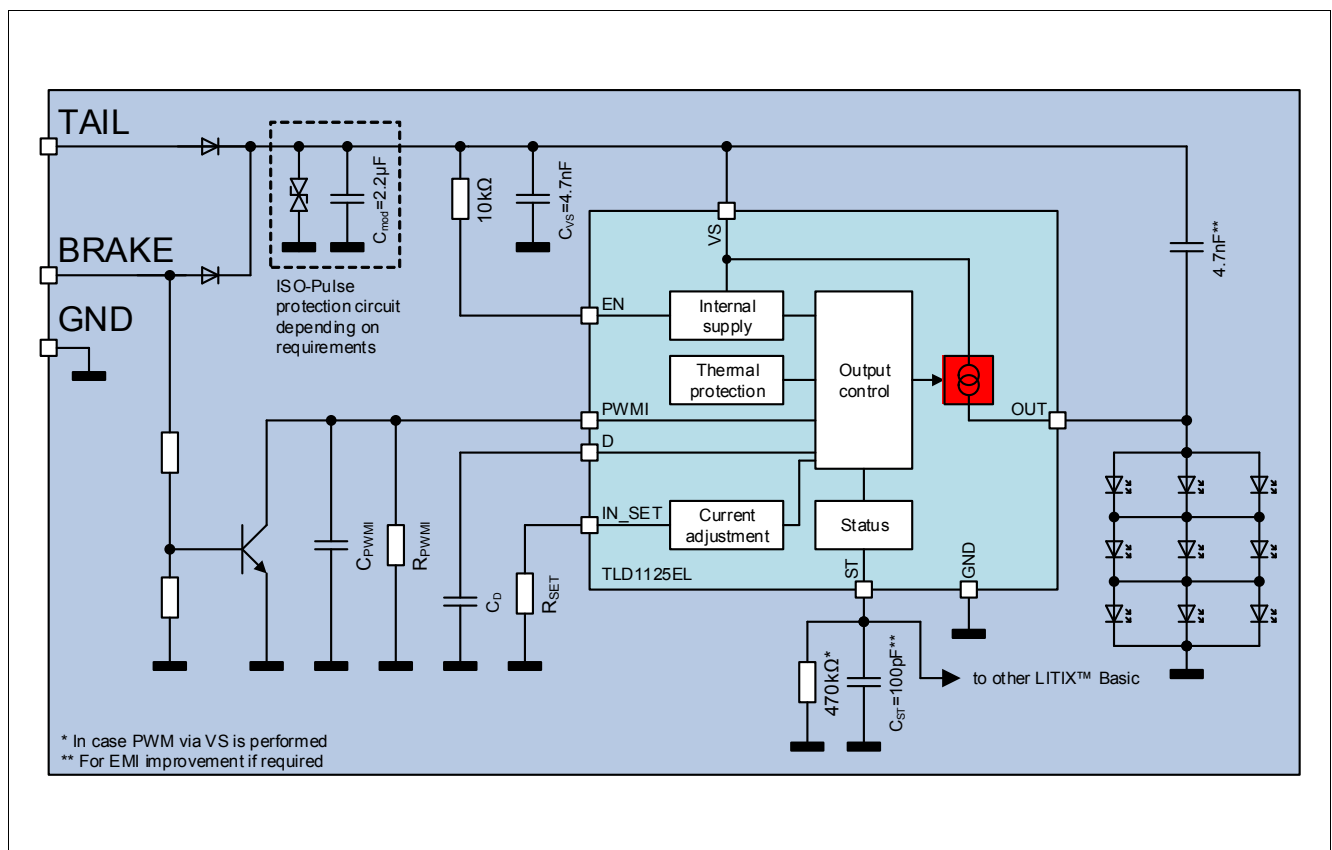 TAIL
BRAKE
GND
Cmod=2.2µF
ISO-Pulse
protection circuit
depending on
requirements
10kΩ
CVS=4.7nF
VS
4.7nF**
EN
Internal
supply
Thermal
protection
Output
control
OUT
PWMI
D
IN_SET
Current
adjustment
Status
TLD1125EL
ST
GND
CPWMI
RPWMI
CD
RSET
470kΩ*
CST=100pF**
to other LITIX™ Basic
* In case PWM via VS is performed
** For EMI improvement if required